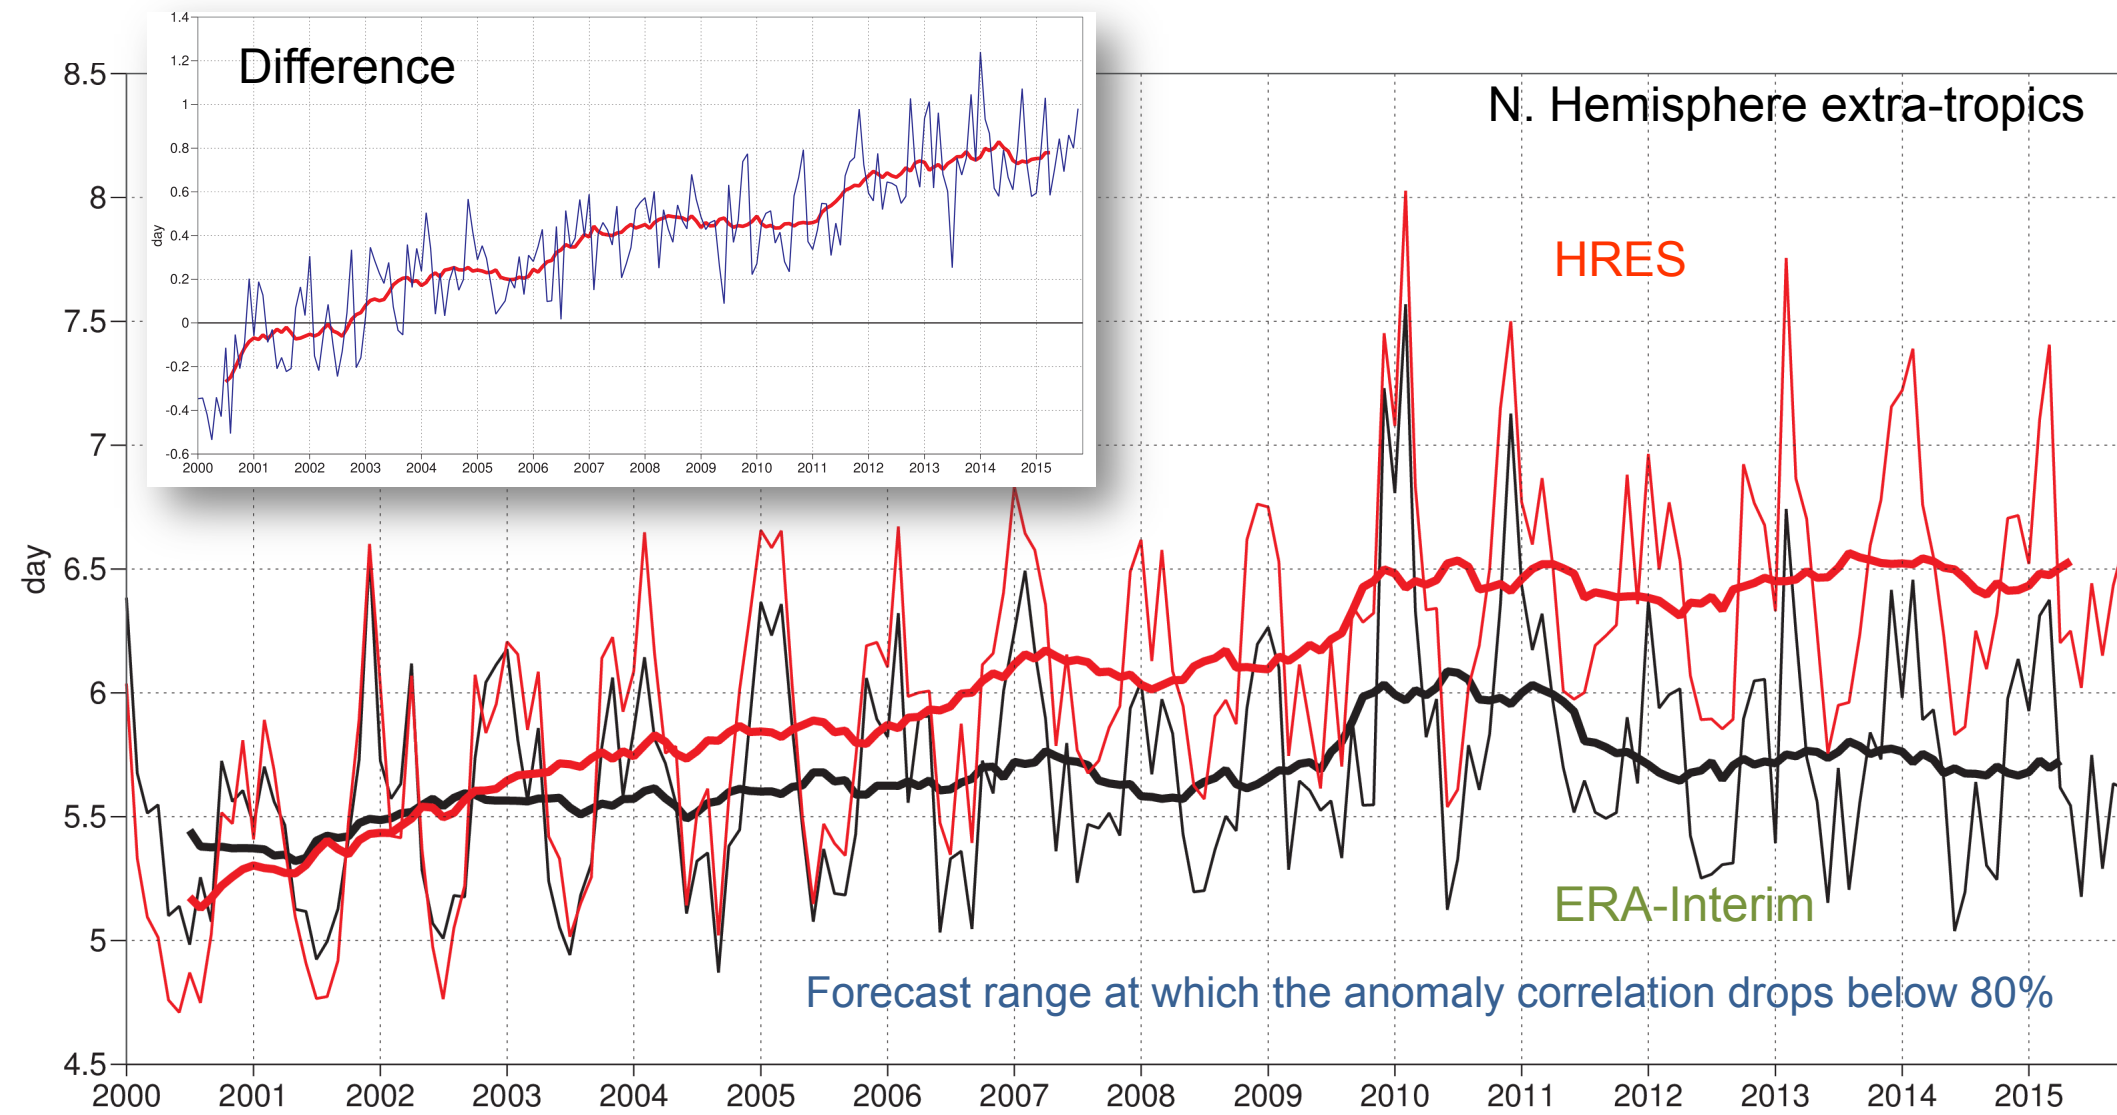 Difference
1.4
1.2
1
0.8
0.6
0.4
0.2
0
-0.2
-0.4
-0.6
day
2000 2001 2002 2003 2004 2005 2006 2007 2008 2009 2010 2011 2012 2013 2014 2015
N. Hemisphere extra-tropics
HRES
ERA-Interim
Forecast range at which the anomaly correlation drops below 80%
8.5
8
7.5
7
6.5
6
5.5
5
4.5
day
2000 2001 2002 2003 2004 2005 2006 2007 2008 2009 2010 2011 2012 2013 2014 2015